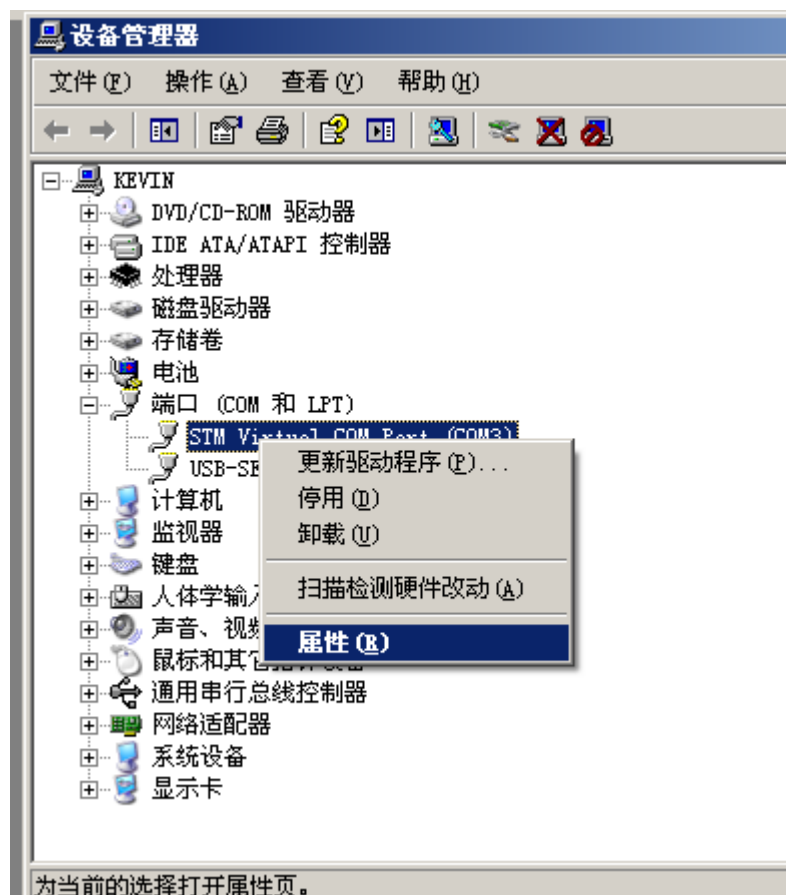 设备管理器
文件(F) 操作(A) 查看(V) 帮助(H)
KEVIN
DVD/CD-ROM 驱动器
IDE ATA/ATAPI 控制器
处理器
磁盘驱动器
存储卷
电池
端口 (COM 和 LPT)
STM Virtual COM Port (COM3)
USB-SE
更新驱动程序(P)...
停用(D)
卸载(U)
扫描检测硬件改动(A)
属性(R)
计算机
监视器
键盘
人体学输入
声音、视频
鼠标和其它指针设备
通用串行总线控制器
网络适配器
系统设备
显示卡
为当前的选择打开属性页。